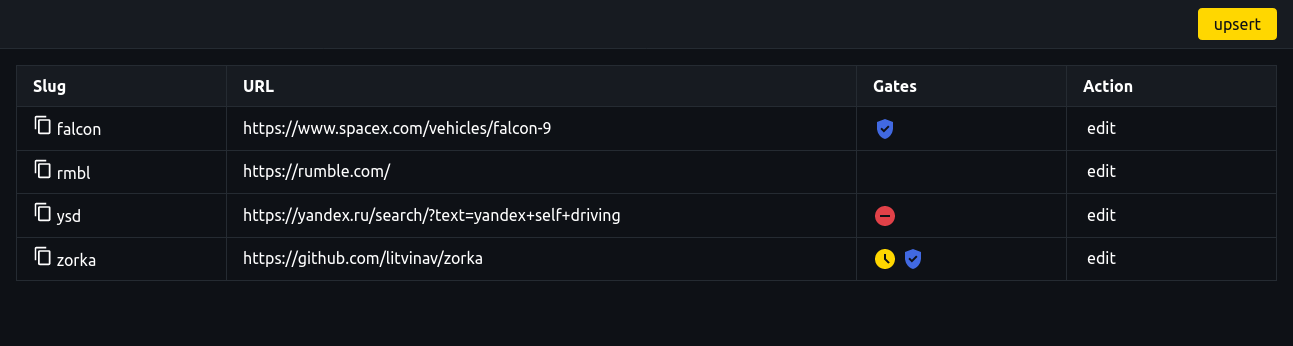 upsert
Slug URL Gates Action
falcon https://www.spacex.com/vehicles/falcon-9 edit
rmbl https://rumble.com/ edit
ysd https://yandex.ru/search/?text=yandex+self+driving edit
zorka https://github.com/litvinav/zorka edit